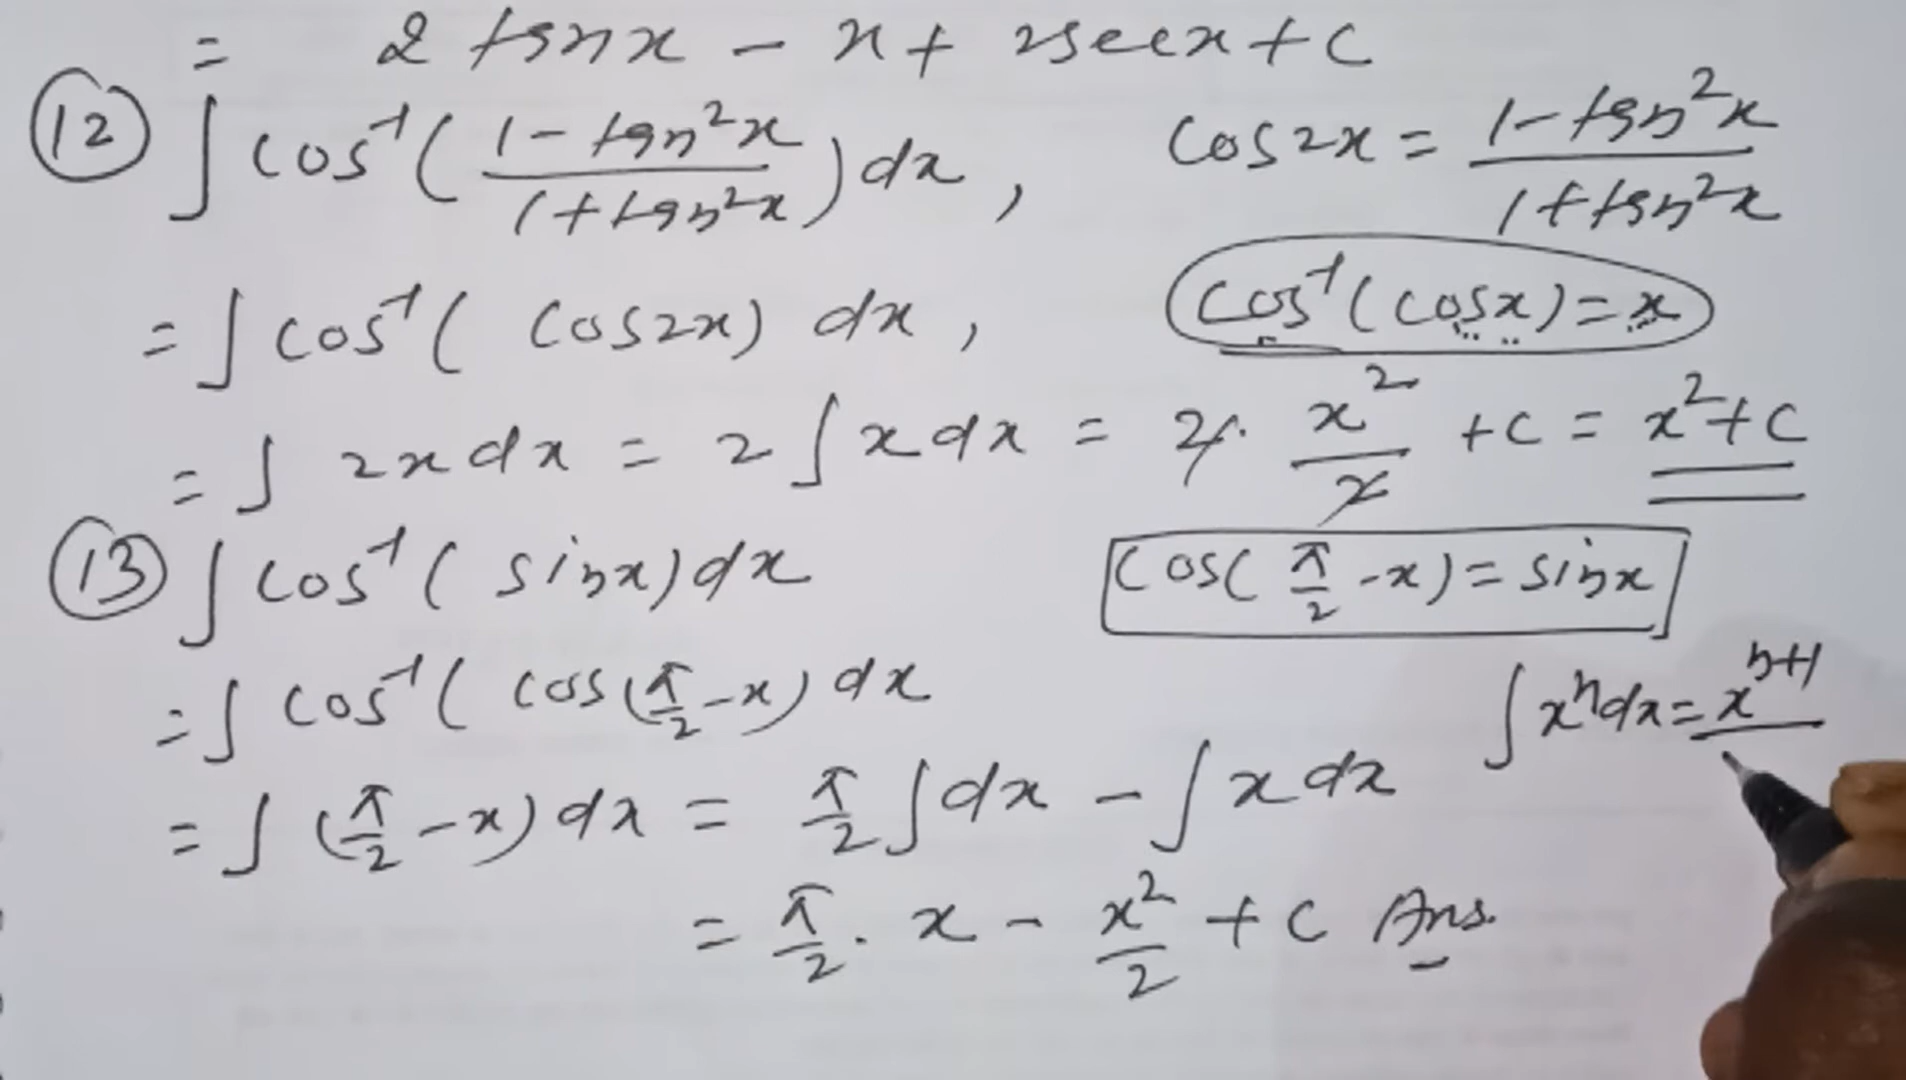 = 2 tan x - x + 2 sec x + c
(12) ∫ cos⁻¹( (1 - tan²x)/(1 + tan²x) ) dx , cos 2x = (1 - tan²x)/(1 + tan²x)
= ∫ cos⁻¹( cos 2x) dx , cos⁻¹(cos x) = x
= ∫ 2x dx = 2 ∫ x dx = 2 · x²/2 + c = x² + c
(13) ∫ cos⁻¹( sin x) dx cos( π/2 - x) = sin x
= ∫ cos⁻¹( cos (π/2 - x) dx ∫ xⁿ dx = xⁿ⁺¹
= ∫ (π/2 - x) dx = π/2 ∫ dx - ∫ x dx
= π/2 · x - x²/2 + c Ans.